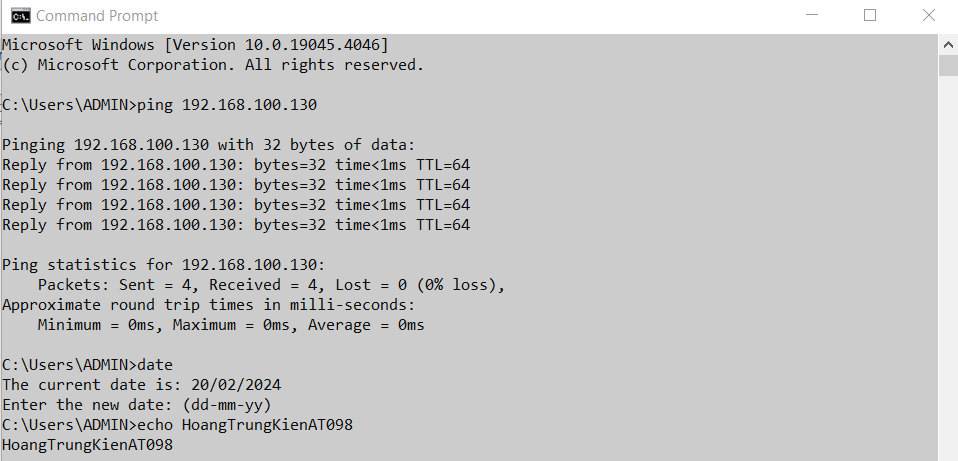 Command Prompt
Microsoft Windows [Version 10.0.19045.4046]
(c) Microsoft Corporation. All rights reserved.
C:\Users\ADMIN>ping 192.168.100.130
Pinging 192.168.100.130 with 32 bytes of data:
Reply from 192.168.100.130: bytes=32 time<1ms TTL=64
Reply from 192.168.100.130: bytes=32 time<1ms TTL=64
Reply from 192.168.100.130: bytes=32 time<1ms TTL=64
Reply from 192.168.100.130: bytes=32 time<1ms TTL=64
Ping statistics for 192.168.100.130:
    Packets: Sent = 4, Received = 4, Lost = 0 (0% loss),
Approximate round trip times in milli-seconds:
    Minimum = 0ms, Maximum = 0ms, Average = 0ms
C:\Users\ADMIN>date
The current date is: 20/02/2024
Enter the new date: (dd-mm-yy)
C:\Users\ADMIN>echo HoangTrungKienAT098
HoangTrungKienAT098